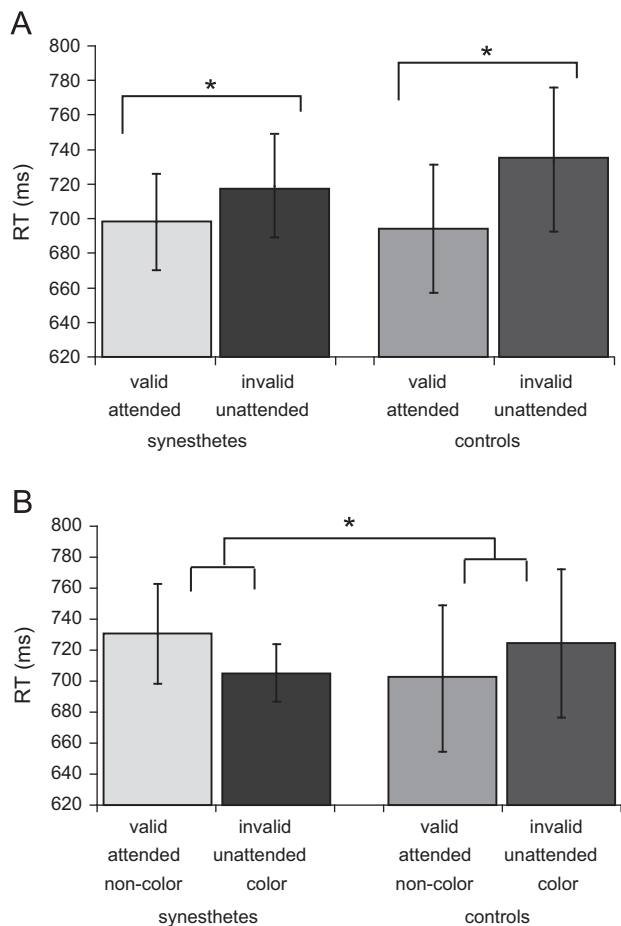 A
*
*
800
780
760
740
720
700
680
660
640
620
RT (ms)
valid invalid valid invalid
attended unattended attended unattended
synesthetes controls
B
*
800
780
760
740
720
700
680
660
640
620
RT (ms)
valid invalid valid invalid
attended unattended attended unattended
non-color color non-color color
synesthetes controls